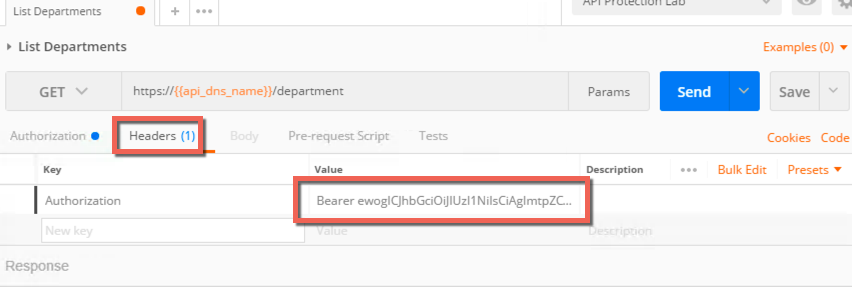 List Departments
API Protection Lab
List Departments
Examples (0)
GET https://{{api_dns_name}}/department Params Send Save
Authorization Headers (1) Body Pre-request Script Tests Cookies Code
Key Value Description Bulk Edit Presets
Authorization Bearer ewogICJhbGciOiJIUzI1NiIsCiAgImtpZC...
New key Value Description
Response